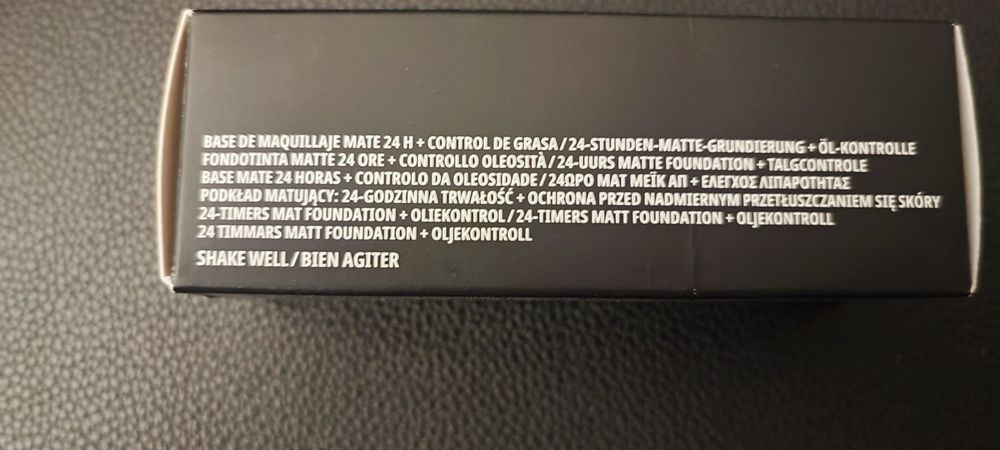 BASE DE MAQUILLAJE MATE 24 H + CONTROL DE GRASA / 24-STUNDEN-MATTE-GRUNDIERUNG + ÖL-KONTROLLE
FONDOTINTA MATTE 24 ORE + CONTROLLO OLEOSITÀ / 24-UURS MATTE FOUNDATION + TALGCONTROLE
BASE MATE 24 HORAS + CONTROLO DA OLEOSIDADE / 24ΩΡΟ ΜΑΤ ΜΕΪΚ ΑΠ + ΕΛΕΓΧΟΣ ΛΙΠΑΡΟΤΗΤΑΣ
PODKŁAD MATUJĄCY: 24-GODZINNA TRWAŁOŚĆ + OCHRONA PRZED NADMIERNYM PRZETŁUSZCZANIEM SIĘ SKÓRY
24-TIMERS MAT FOUNDATION + OLIEKONTROL / 24-TIMERS MATT FOUNDATION + OLJEKONTROLL
24 TIMMARS MATT FOUNDATION + OLJEKONTROLL
SHAKE WELL / BIEN AGITER